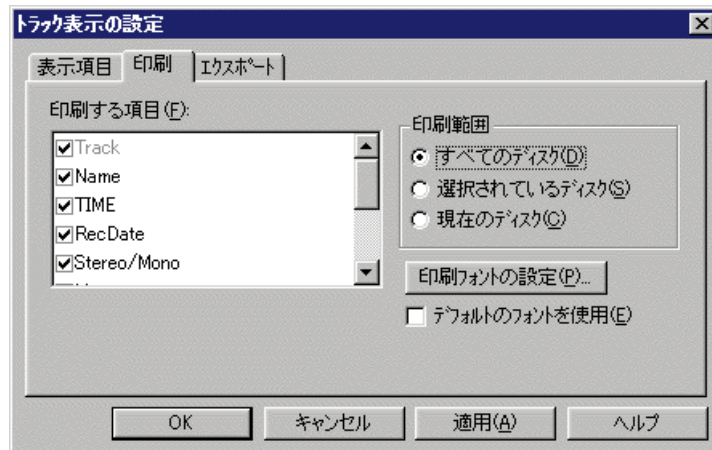 トラック表示の設定
表示項目 印刷 エクスポート
印刷する項目(F):
Track
Name
TIME
RecDate
Stereo/Mono
印刷範囲
すべてのディスク(D)
選択されているディスク(S)
現在のディスク(C)
印刷フォントの設定(P)...
デフォルトのフォントを使用(E)
OK キャンセル 適用(A) ヘルプ